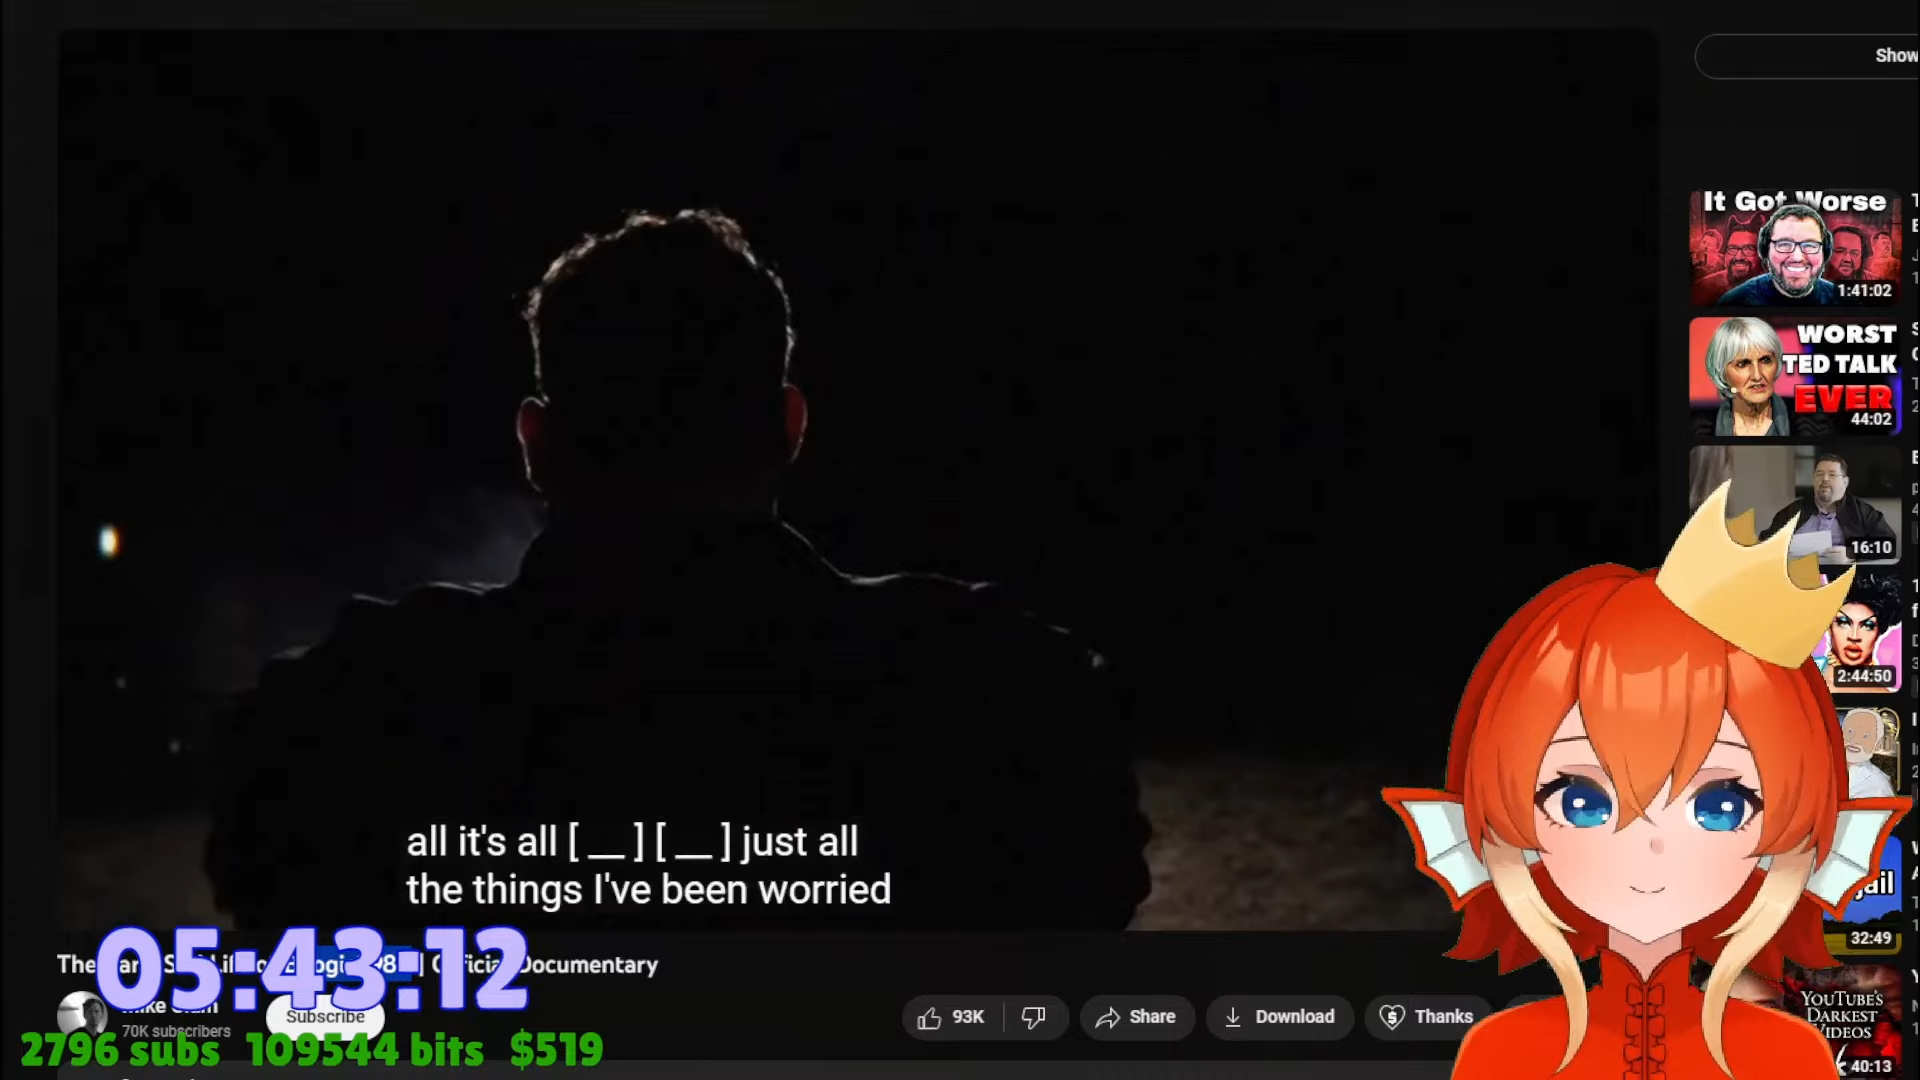 Show
It Got Worse
1:41:02
WORST
TED TALK
EVER
44:02
16:10
2:44:50
32:49
YOUTUBE'S
DARKEST
VIDEOS
40:13
all it's all [ __ ] [ __ ] just all
the things I've been worried
05:43:12
The Documentary
70K subscribers
Subscribe
93K
Share
Download
Thanks
2796 subs 109544 bits $519